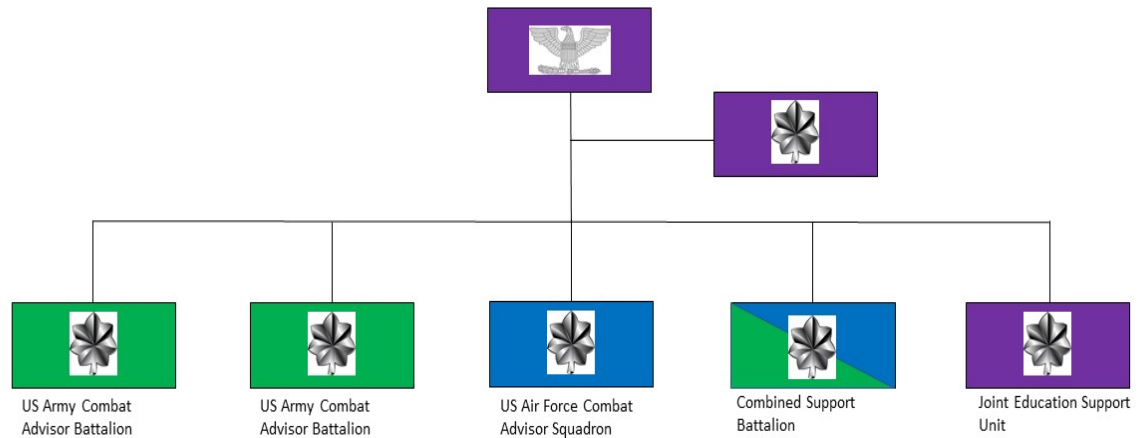 US Army Combat
Advisor Battalion
US Army Combat
Advisor Battalion
US Air Force Combat
Advisor Squadron
Combined Support
Battalion
Joint Education Support
Unit